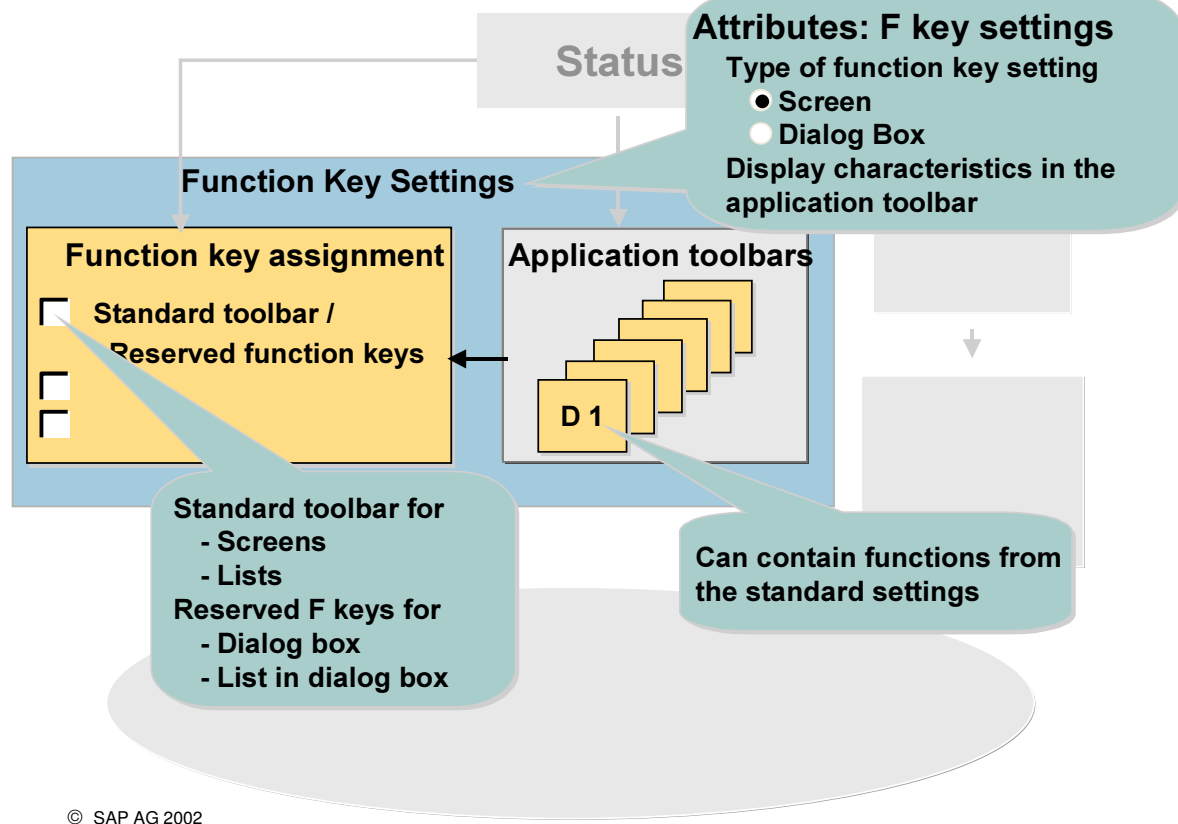 Status
Attributes: F key settings
Type of function key setting
Screen
Dialog Box
Display characteristics in the
application toolbar
Function Key Settings
Function key assignment
Standard toolbar /
Reserved function keys
Application toolbars
D 1
Standard toolbar for
- Screens
- Lists
Reserved F keys for
- Dialog box
- List in dialog box
Can contain functions from
the standard settings
© SAP AG 2002